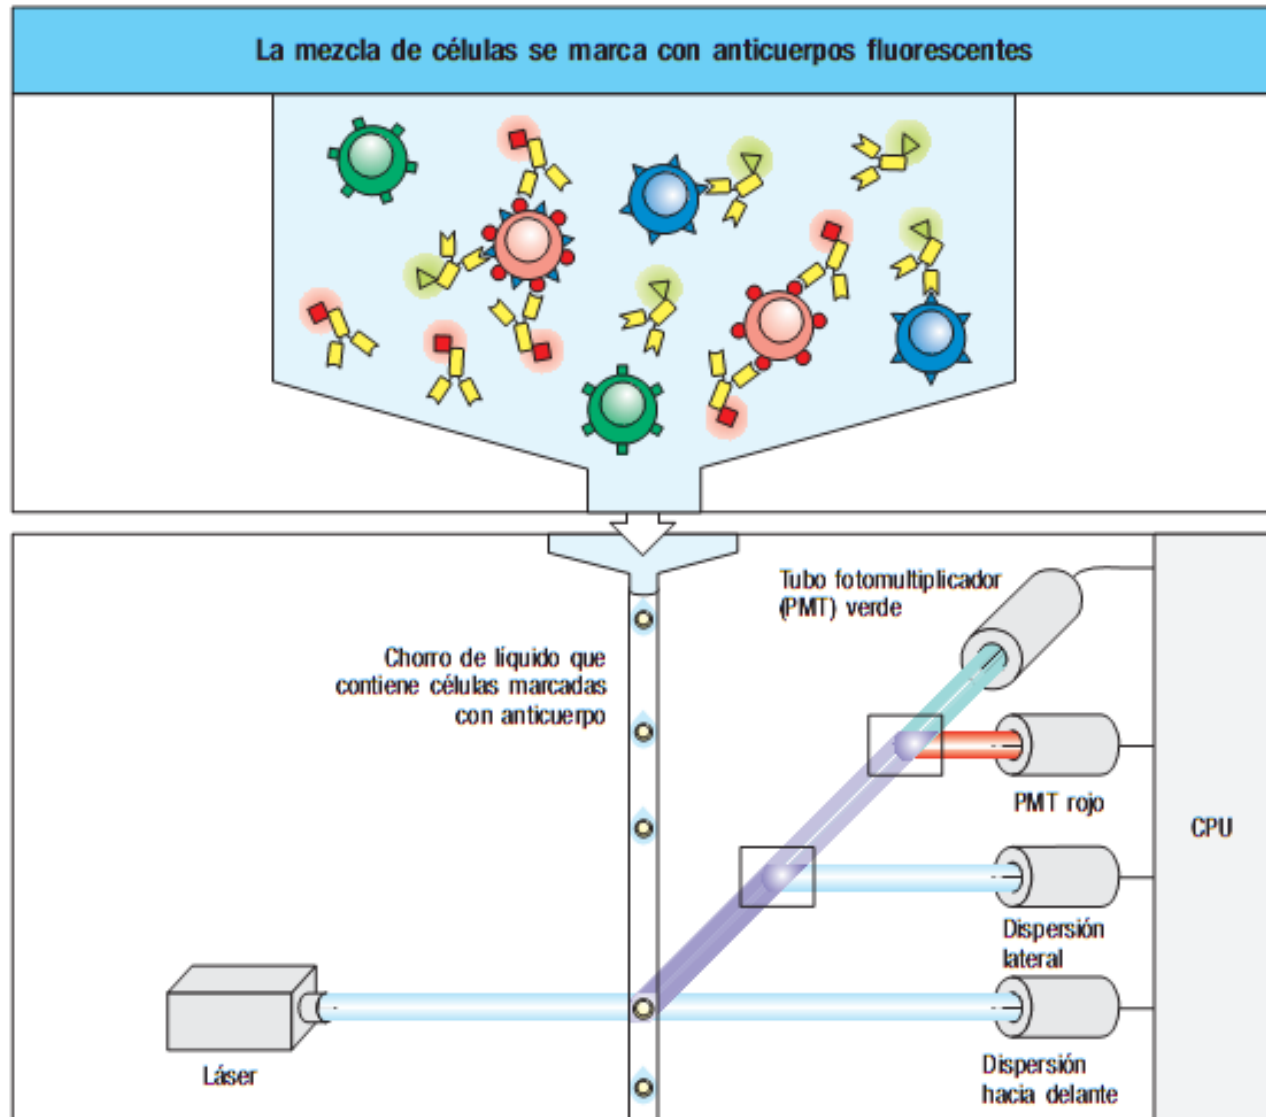 La mezcla de células se marca con anticuerpos fluorescentes
Tubo fotomultiplicador
(PMT) verde
Chorro de líquido que
contiene células marcadas
con anticuerpo
PMT rojo
CPU
Dispersión
lateral
Láser
Dispersión
hacia delante